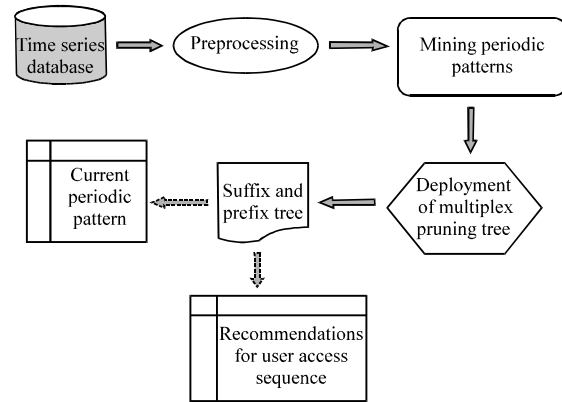 Time series
database
Preprocessing
Mining periodic
patterns
Deployment
of multiplex
pruning tree
Suffix and
prefix tree
Current
periodic
pattern
Recommendations
for user access
sequence